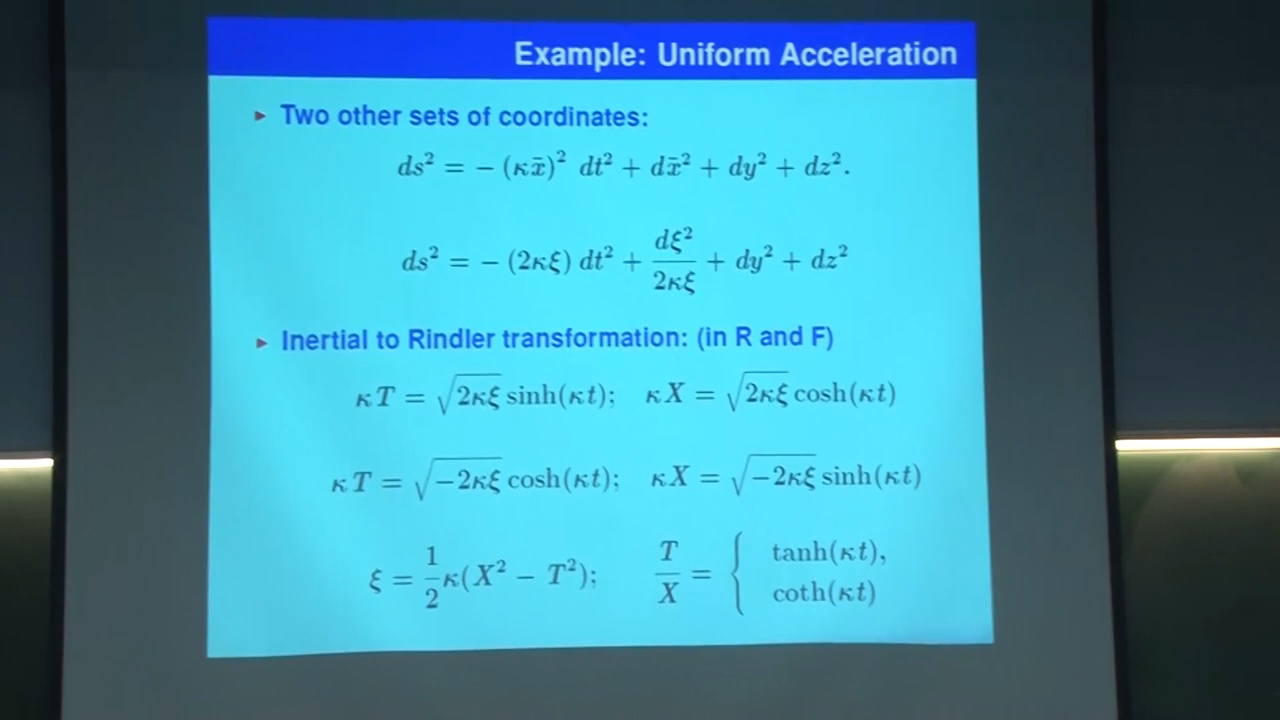 Example: Uniform Acceleration
▶ Two other sets of coordinates:
ds² = − (κx̄)² dt² + dx̄² + dy² + dz².
ds² = − (2κξ) dt² + dξ²/2κξ + dy² + dz²
▶ Inertial to Rindler transformation: (in R and F)
κT = √2κξ sinh(κt); κX = √2κξ cosh(κt)
κT = √−2κξ cosh(κt); κX = √−2κξ sinh(κt)
ξ = 1/2 κ(X² − T²); T/X = { tanh(κt),
coth(κt)